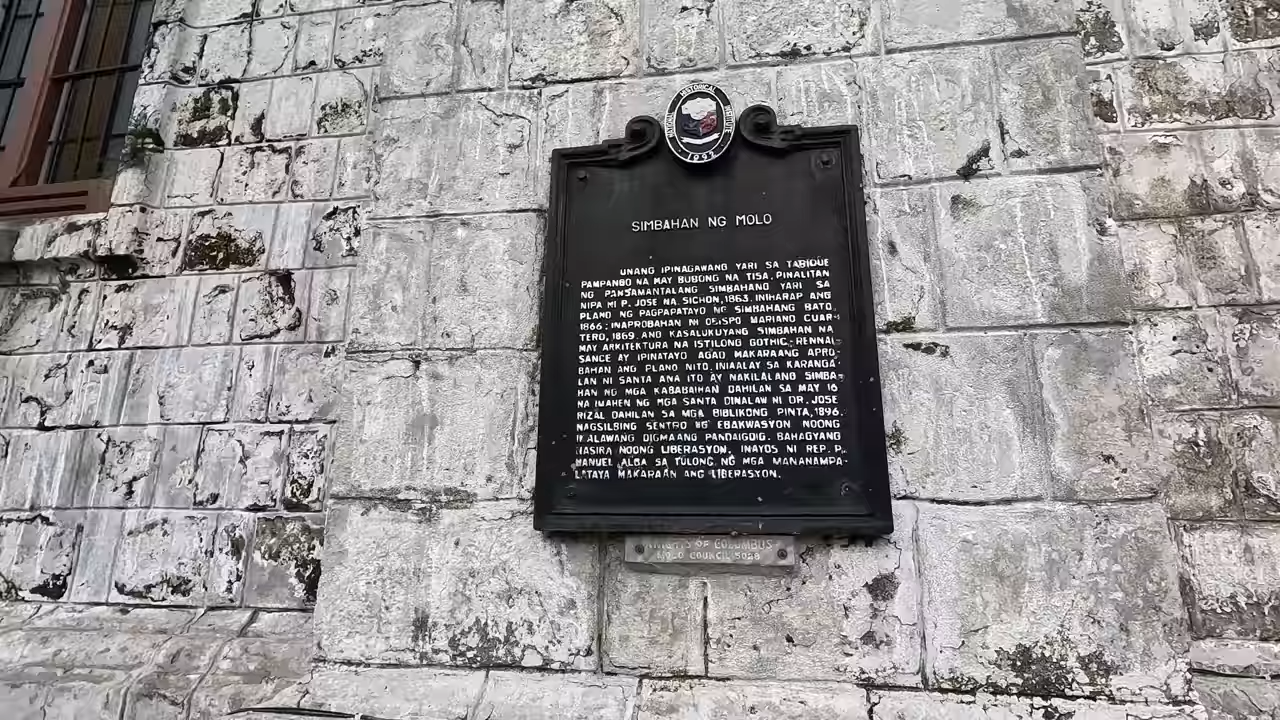 NATIONAL HISTORICAL INSTITUTE
1992
SIMBAHAN NG MOLO
UNANG IPINAGAWANG YARI SA TABIQUE
PAMPANGO NA MAY BUBONG NA TISA. PINALITAN
NG PANSAMANTALANG SIMBAHANG YARI SA
NIPA NI P. JOSE NA. SICHON, 1863. INIHARAP ANG
PLANO NG PAGPAPATAYO NG SIMBAHANG BATO,
1866; INAPROBAHAN NI OBISPO MARIANO CUAR-
TERO, 1869. ANG KASALUKUYANG SIMBAHAN NA
MAY ARKITEKTURA NA ISTILONG GOTHIC-RENNAI-
SANCE AY IPINATAYO AGAD MAKARAANG APRO-
BAHAN ANG PLANO NITO. INIAALAY SA KARANGA-
LAN NI SANTA ANA ITO AY NAKILALANG SIMBA-
HAN NG MGA KABABAIHAN DAHILAN SA MAY 16
NA IMAHEN NG MGA SANTA DINALAW NI DR. JOSE
RIZAL DAHILAN SA MGA BIBLIKONG PINTA, 1896.
NAGSILBING SENTRO NG EBAKWASYON NOONG
IKALAWANG DIGMAANG PANDAIGDIG. BAHAGYANG
NASIRA NOONG LIBERASYON. INAYOS NI REP. P.
MANUEL ALBA SA TULONG NG MGA MANANAMPA-
LATAYA MAKARAAN ANG LIBERASYON.
KNIGHTS OF COLUMBUS
MOLO COUNCIL